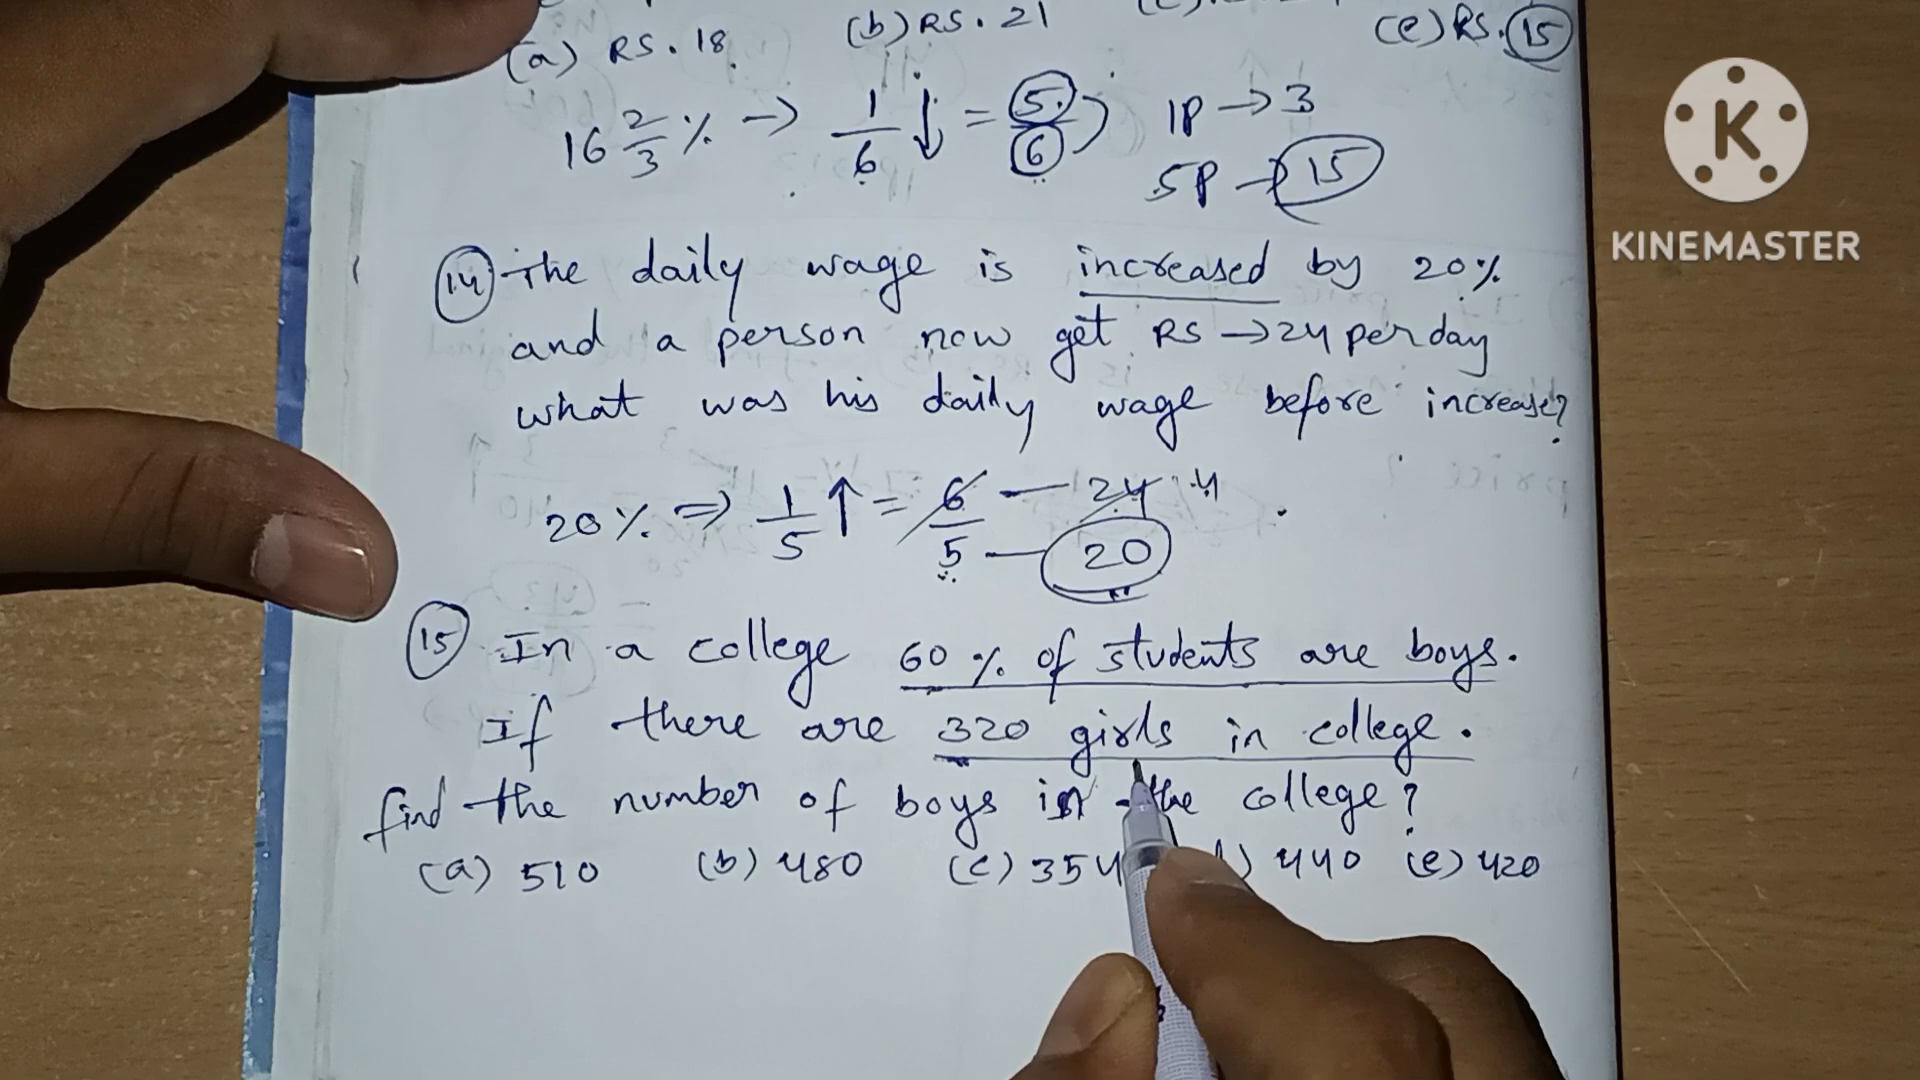 (a) RS. 18 (b) RS. 21 (e) RS. 15
16 2/3 % → 1/6 ↓ = 5/6 ) 1P → 3
5P → 15
14 The daily wage is increased by 20%
and a person now get RS → 24 per day
what was his daily wage before increase?
20% ⇒ 1/5 ↑ = 6/5 — 24 4
5 — 20
15 In a college 60% of students are boys.
If there are 320 girls in college.
find the number of boys in the college?
(a) 510 (b) 480 (c) 354 ) 440 (e) 420
K
KINEMASTER